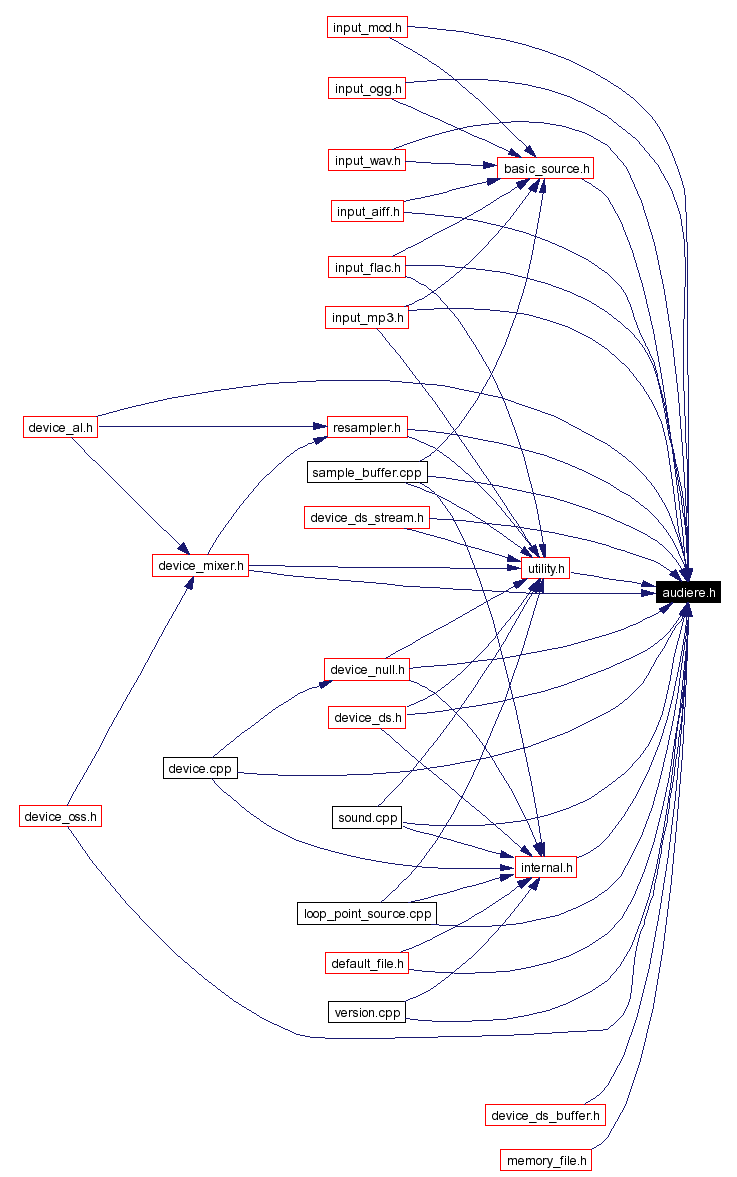 input_mod.h
input_ogg.h
input_wav.h
basic_source.h
input_aiff.h
input_flac.h
input_mp3.h
device_al.h
resampler.h
sample_buffer.cpp
device_ds_stream.h
device_mixer.h
utility.h
audiere.h
device_null.h
device_ds.h
device.cpp
device_oss.h
sound.cpp
internal.h
loop_point_source.cpp
default_file.h
version.cpp
device_ds_buffer.h
memory_file.h